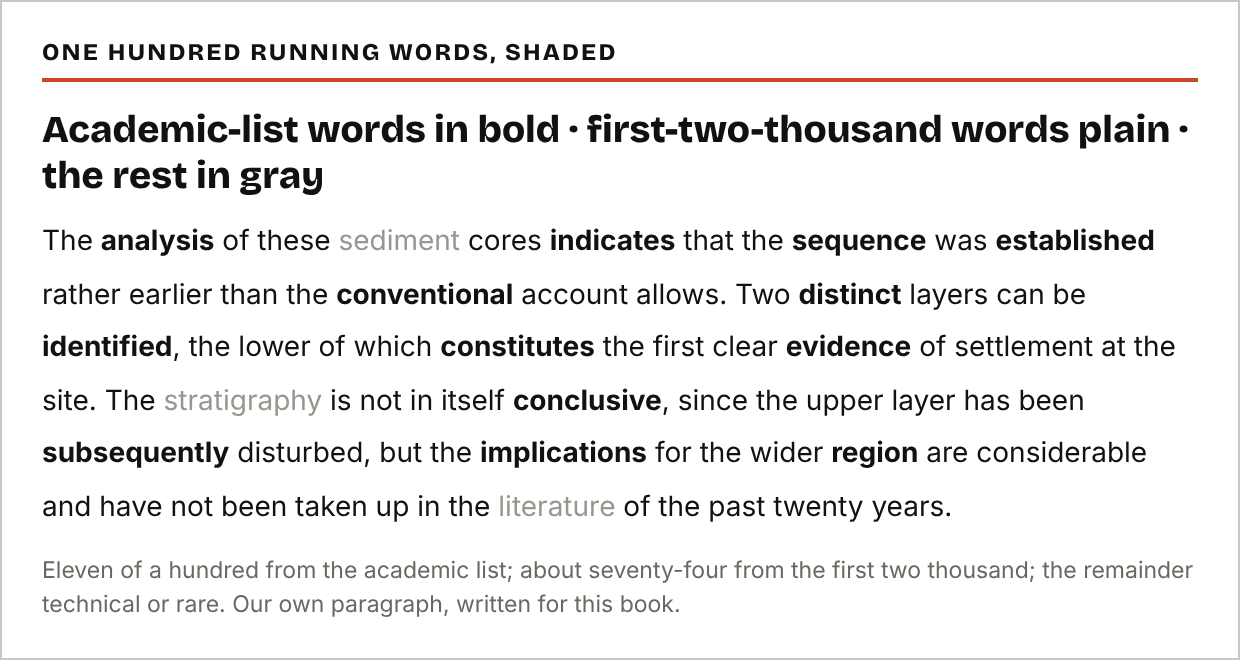 ONE HUNDRED RUNNING WORDS, SHADED
Academic-list words in bold · first-two-thousand words plain ·
the rest in gray
The analysis of these sediment cores indicates that the sequence was established
rather earlier than the conventional account allows. Two distinct layers can be
identified, the lower of which constitutes the first clear evidence of settlement at the
site. The stratigraphy is not in itself conclusive, since the upper layer has been
subsequently disturbed, but the implications for the wider region are considerable
and have not been taken up in the literature of the past twenty years.
Eleven of a hundred from the academic list; about seventy-four from the first two thousand; the remainder
technical or rare. Our own paragraph, written for this book.